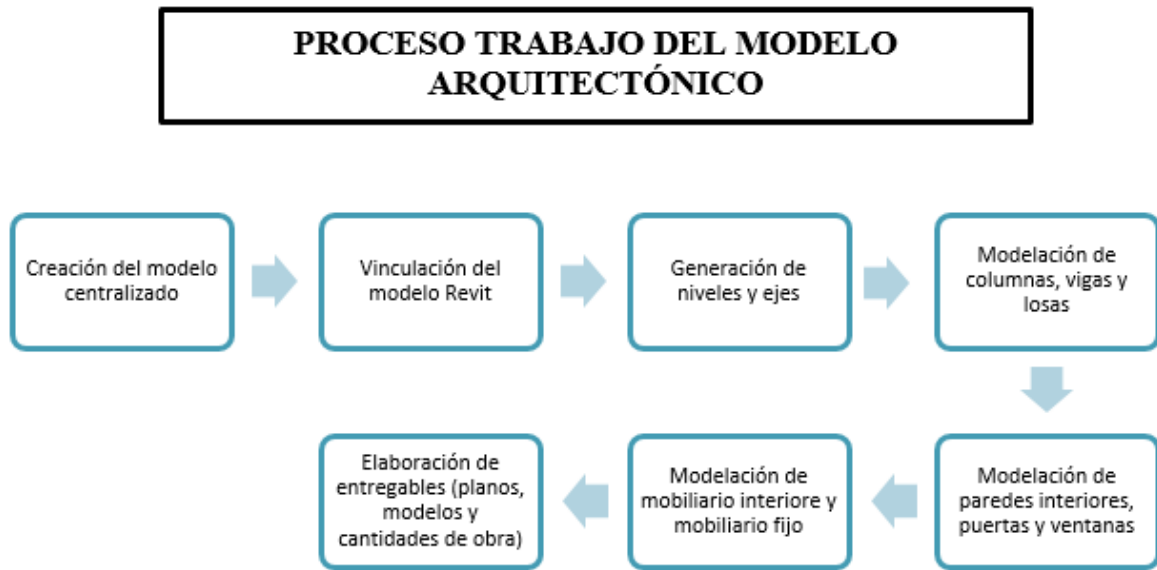 PROCESO TRABAJO DEL MODELO
ARQUITECTÓNICO
Creación del modelo
centralizado
Vinculación del
modelo Revit
Generación de
niveles y ejes
Modelación de
columnas, vigas y
losas
Modelación de
paredes interiores,
puertas y ventanas
Modelación de
mobiliario interiore y
mobiliario fijo
Elaboración de
entregables (planos,
modelos y
cantidades de obra)